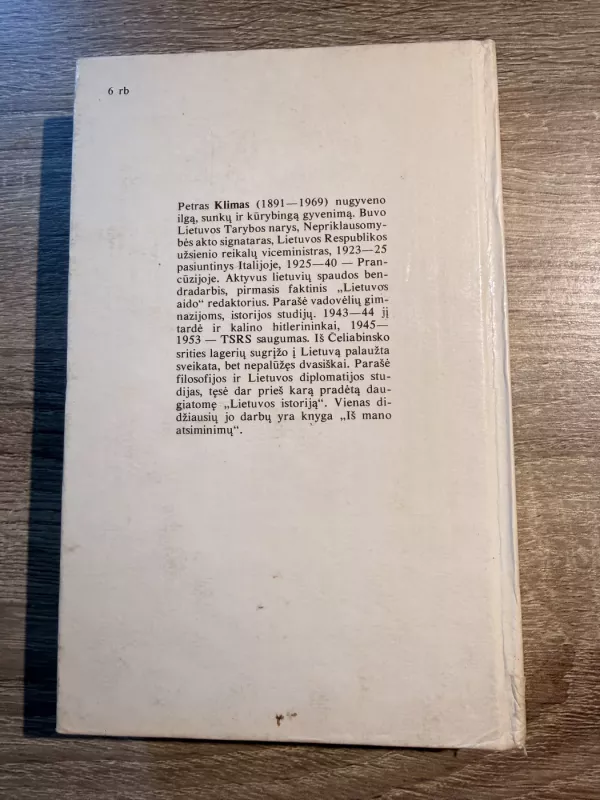 6 rb
Petras Klimas (1891—1969) nugyveno
ilgą, sunkų ir kūrybingą gyvenimą. Buvo
Lietuvos Tarybos narys, Nepriklausomy-
bės akto signataras, Lietuvos Respublikos
užsienio reikalų viceministras, 1923—25
pasiuntinys Italijoje, 1925—40 — Pran-
cūzijoje. Aktyvus lietuvių spaudos ben-
dradarbis, pirmasis faktinis „Lietuvos
aido“ redaktorius. Parašė vadovėlių gim-
nazijoms, istorijos studijų. 1943—44 jį
tardė ir kalino hitlerininkai, 1945—
1953 — TSRS saugumas. Iš Čeliabinsko
srities lagerių sugrįžo į Lietuvą palaužta
sveikata, bet nepalūžęs dvasiškai. Parašė
filosofijos ir Lietuvos diplomatijos stu-
dijas, tęsė dar prieš karą pradėtą dau-
giatomę „Lietuvos istoriją“. Vienas di-
džiausių jo darbų yra knyga „Iš mano
atsiminimų“.